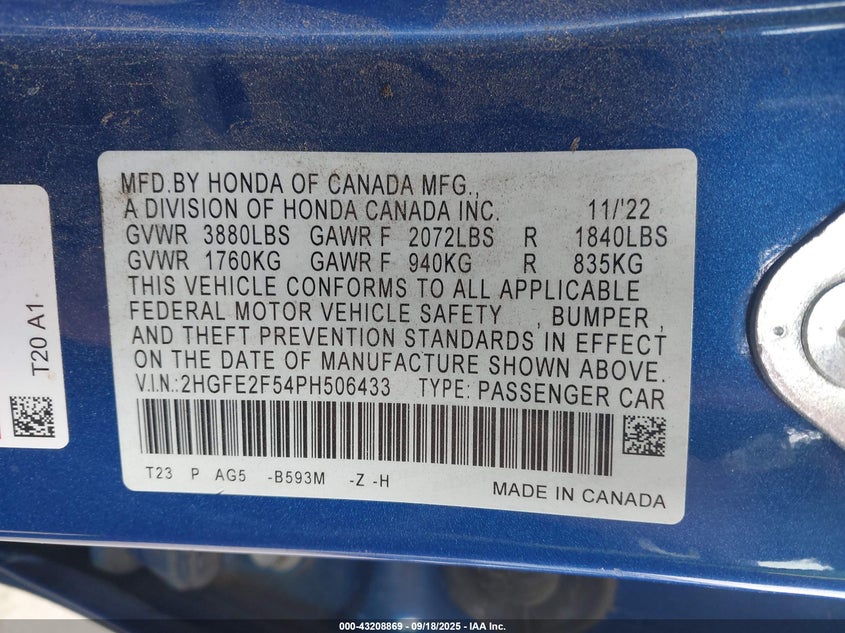 MFD.BY HONDA OF CANADA MFG.,
A DIVISION OF HONDA CANADA INC. 11/'22
GVWR 3880LBS GAWR F 2072LBS R 1840LBS
GVWR 1760KG GAWR F 940KG R 835KG
THIS VEHICLE CONFORMS TO ALL APPLICABLE
FEDERAL MOTOR VEHICLE SAFETY , BUMPER ,
AND THEFT PREVENTION STANDARDS IN EFFECT
ON THE DATE OF MANUFACTURE SHOWN ABOVE.
V.I.N.:2HGFE2F54PH506433 TYPE: PASSENGER CAR
T23 P AG5 -B593M -Z -H
MADE IN CANADA
T20 A1
000-43208869 - 09/18/2025 - IAA Inc.